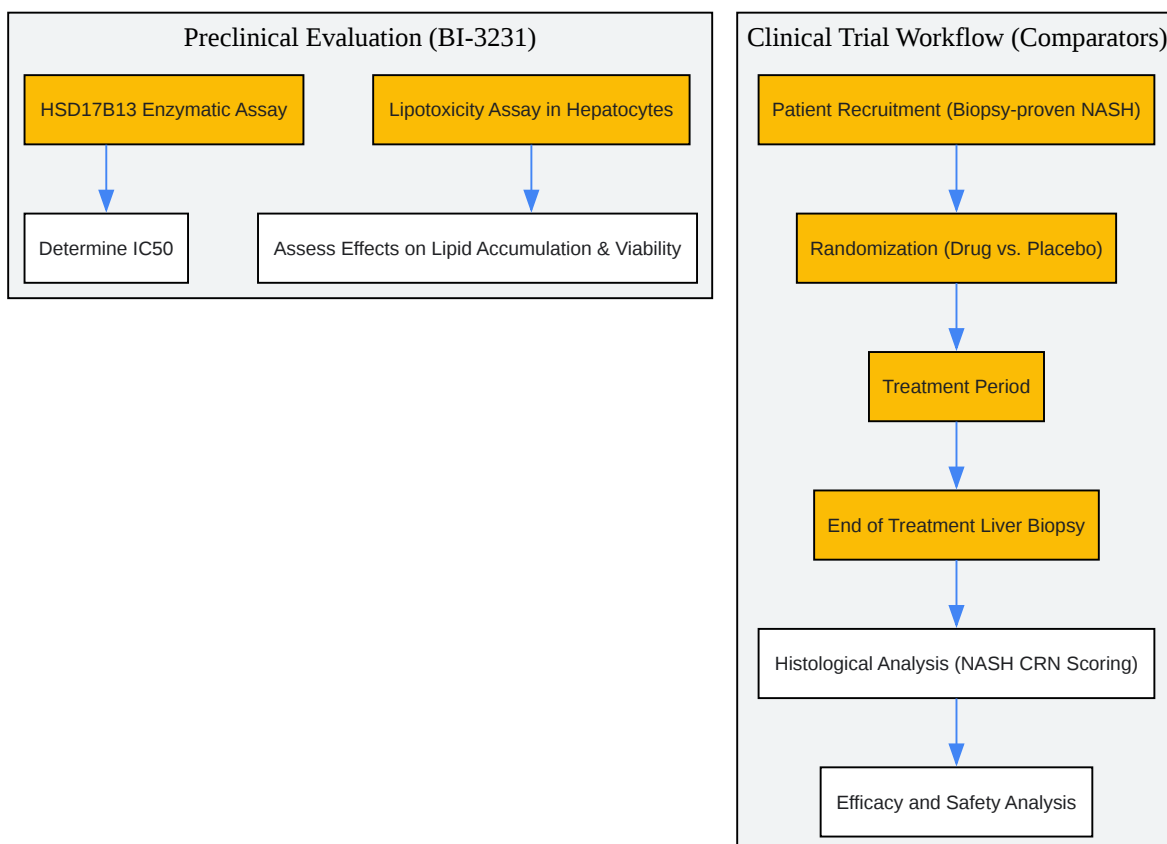 Preclinical Evaluation (BI-3231)
HSD17B13 Enzymatic Assay
Lipotoxicity Assay in Hepatocytes
Determine IC50
Assess Effects on Lipid Accumulation & Viability
Clinical Trial Workflow (Comparators)
Patient Recruitment (Biopsy-proven NASH)
Randomization (Drug vs. Placebo)
Treatment Period
End of Treatment Liver Biopsy
Histological Analysis (NASH CRN Scoring)
Efficacy and Safety Analysis